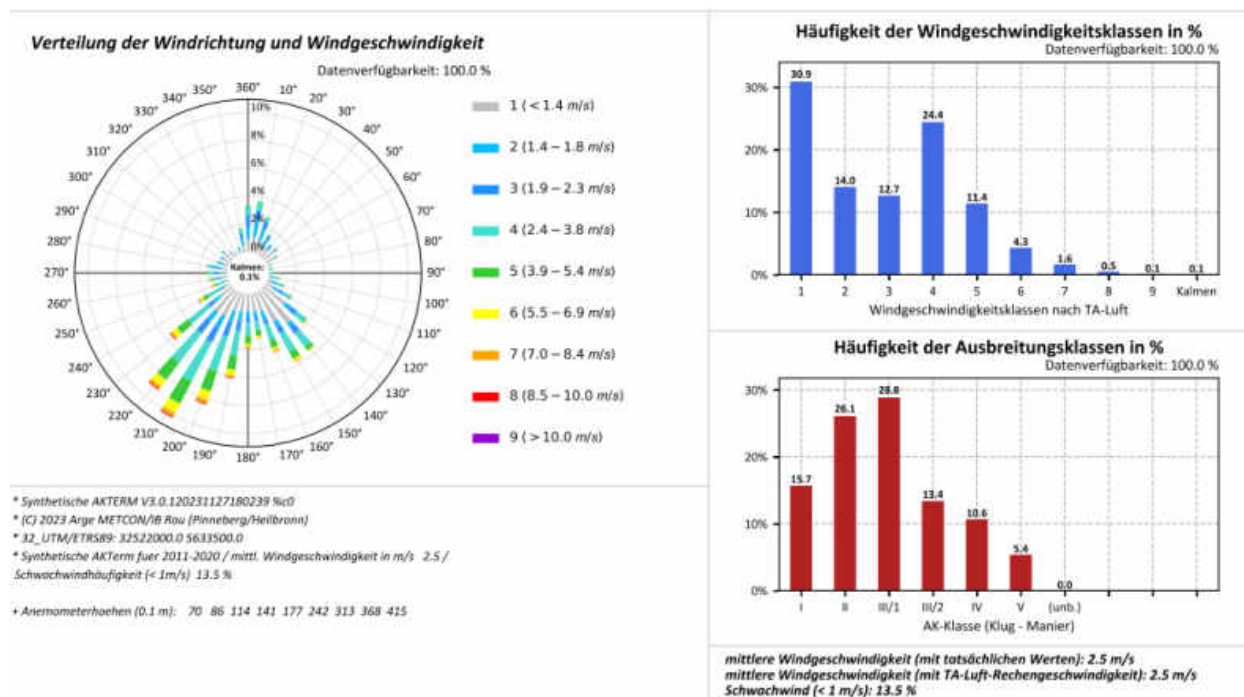 Verteilung der Windrichtung und Windgeschwindigkeit
Datenverfügbarkeit: 100.0 %
360°
10°
20°
30°
40°
50°
60°
70°
80°
90°
100°
110°
120°
130°
140°
150°
160°
170°
180°
190°
200°
210°
220°
230°
240°
250°
260°
270°
280°
290°
300°
310°
320°
330°
340°
350°
10%
8%
6%
4%
2%
0%
Kalmen:
0.1%
1 (< 1.4 m/s)
2 (1.4 – 1.8 m/s)
3 (1.9 – 2.3 m/s)
4 (2.4 – 3.8 m/s)
5 (3.9 – 5.4 m/s)
6 (5.5 – 6.9 m/s)
7 (7.0 – 8.4 m/s)
8 (8.5 – 10.0 m/s)
9 (> 10.0 m/s)
* Synthetische AKTERM V3.0.120231127180239 %c0
* (C) 2023 Arge METCON/IB Rau (Pinneberg/Heilbronn)
* 32_UTM/ETRS89: 32522000.0 5633500.0
* Synthetische AKTerm fuer 2011-2020 / mittl. Windgeschwindigkeit in m/s 2.5 /
Schwachwindhäufigkeit (< 1m/s) 13.5 %
+ Anemometerhoehen (0.1 m): 70 86 114 141 177 242 313 368 415
Häufigkeit der Windgeschwindigkeitsklassen in %
Datenverfügbarkeit: 100.0 %
30%
20%
10%
0%
30.9
14.0
12.7
24.4
11.4
4.3
1.6
0.5
0.1
0.1
1 2 3 4 5 6 7 8 9 Kalmen
Windgeschwindigkeitsklassen nach TA-Luft
Häufigkeit der Ausbreitungsklassen in %
Datenverfügbarkeit: 100.0 %
30%
20%
10%
0%
15.7
26.1
28.8
13.4
10.6
5.4
0.0
I II III/1 III/2 IV V (unb.)
AK-Klasse (Klug - Manier)
mittlere Windgeschwindigkeit (mit tatsächlichen Werten): 2.5 m/s
mittlere Windgeschwindigkeit (mit TA-Luft-Rechengeschwindigkeit): 2.5 m/s
Schwachwind (< 1 m/s): 13.5 %